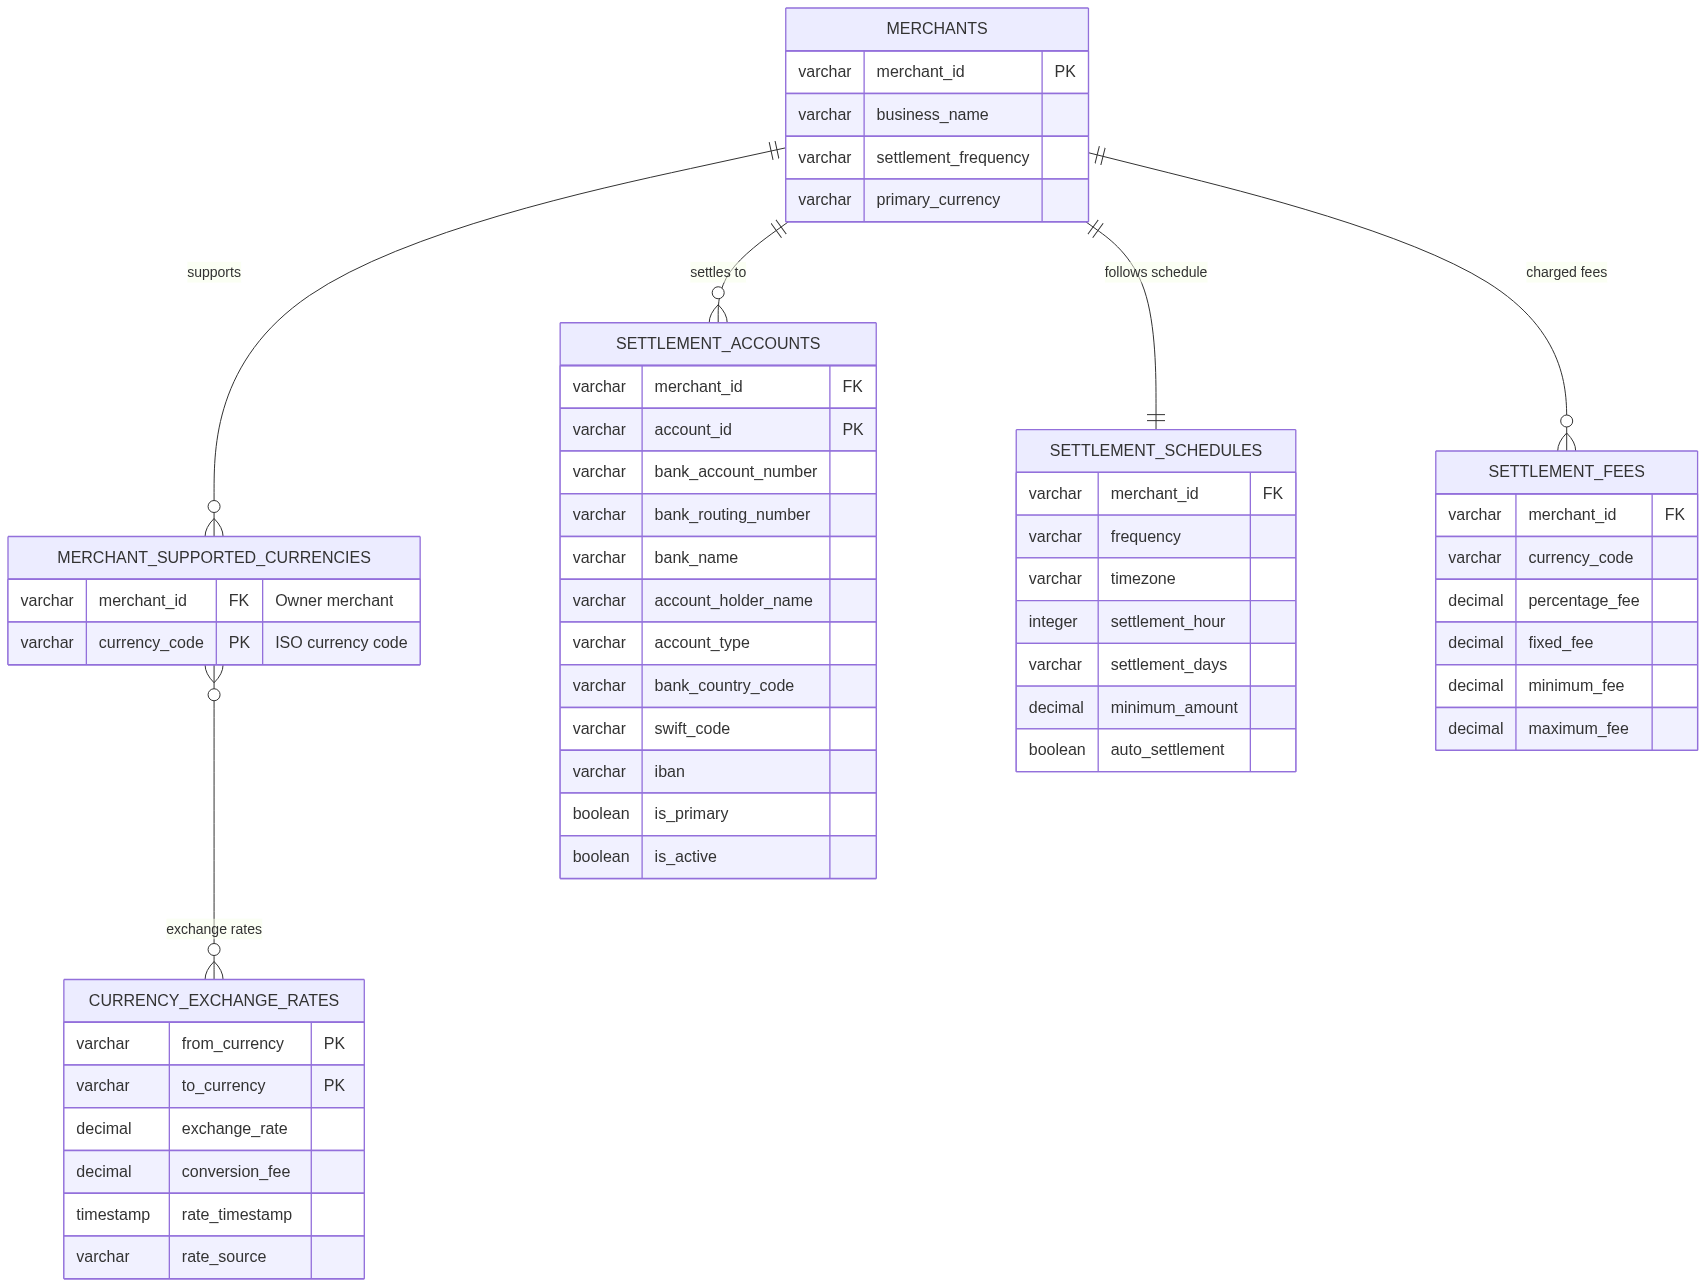 MERCHANTS
varchar merchant_id PK
varchar business_name
varchar settlement_frequency
varchar primary_currency
supports
settles to
follows schedule
charged fees
SETTLEMENT_ACCOUNTS
varchar merchant_id FK
varchar account_id PK
varchar bank_account_number
varchar bank_routing_number
varchar bank_name
varchar account_holder_name
varchar account_type
varchar bank_country_code
varchar swift_code
varchar iban
boolean is_primary
boolean is_active
SETTLEMENT_SCHEDULES
varchar merchant_id FK
varchar frequency
varchar timezone
integer settlement_hour
varchar settlement_days
decimal minimum_amount
boolean auto_settlement
SETTLEMENT_FEES
varchar merchant_id FK
varchar currency_code
decimal percentage_fee
decimal fixed_fee
decimal minimum_fee
decimal maximum_fee
MERCHANT_SUPPORTED_CURRENCIES
varchar merchant_id FK Owner merchant
varchar currency_code PK ISO currency code
exchange rates
CURRENCY_EXCHANGE_RATES
varchar from_currency PK
varchar to_currency PK
decimal exchange_rate
decimal conversion_fee
timestamp rate_timestamp
varchar rate_source